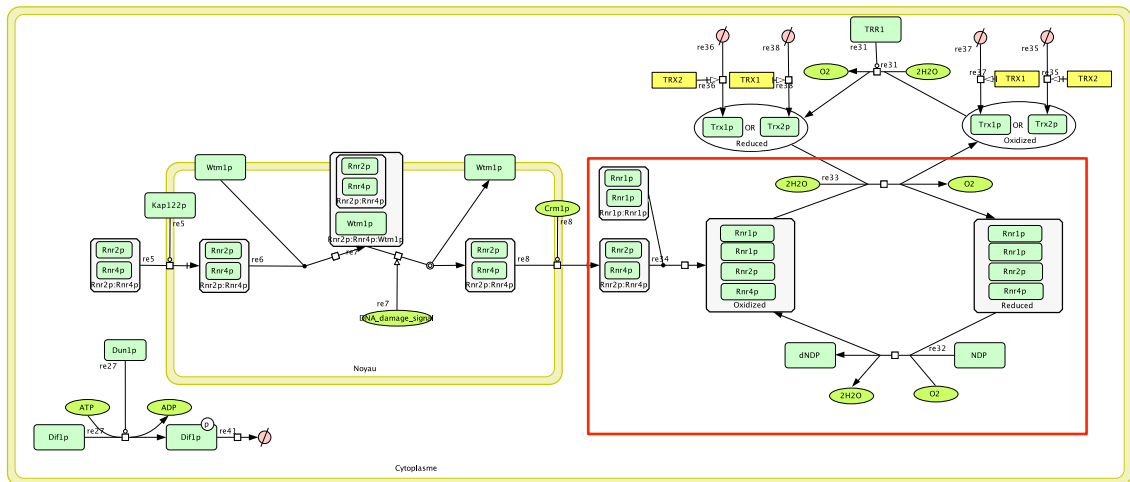 TRR1
re36
re38
re31
re37
re35
O2
re31
2H2O
TRX2
re36
TRX1
re38
re37
TRX1
re35
TRX2
Trx1p
OR
Trx2p
Reduced
Trx1p
OR
Trx2p
Oxidized
Wtm1p
Rnr2p
Rnr4p
Rnr2p:Rnr4p
Wtm1p
Rnr2p:Rnr4p:Wtm1p
Wtm1p
Kap122p
re5
Crm1p
re8
Rnr1p
Rnr1p
Rnr1p:Rnr1p
2H2O
re33
O2
Rnr2p
Rnr4p
Rnr2p:Rnr4p
re5
Rnr2p
Rnr4p
Rnr2p:Rnr4p
re6
re7
Rnr2p
Rnr4p
Rnr2p:Rnr4p
re8
Rnr2p
Rnr4p
Rnr2p:Rnr4p
re34
Rnr1p
Rnr1p
Rnr2p
Rnr4p
Oxidized
Rnr1p
Rnr1p
Rnr2p
Rnr4p
Reduced
re7
DNA_damage_signal
Dun1p
re27
Noyau
dNDP
re32
NDP
2H2O
O2
ATP
ADP
Dif1p
re27
p
Dif1p
re41
Cytoplasme